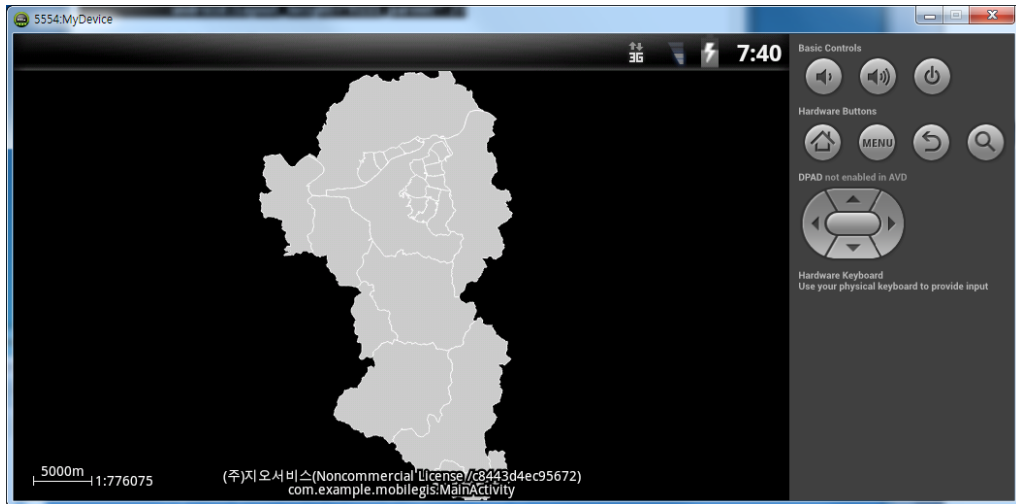 5554:MyDevice
3G
7:40
Basic Controls
Hardware Buttons
MENU
DPAD not enabled in AVD
Hardware Keyboard
Use your physical keyboard to provide input
5000m
1:776075
(주)지오서비스(Noncommercial License /c8443d4ec95672)
com.example.mobilegis.MainActivity